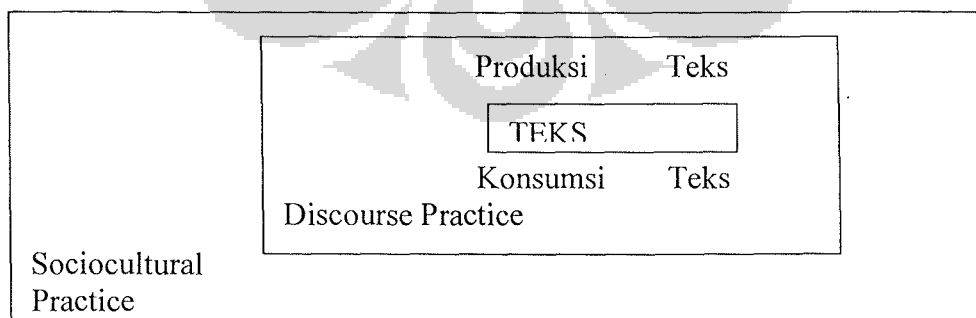 Produksi Teks
TEKS
Konsumsi Teks
Discourse Practice
Sociocultural
Practice